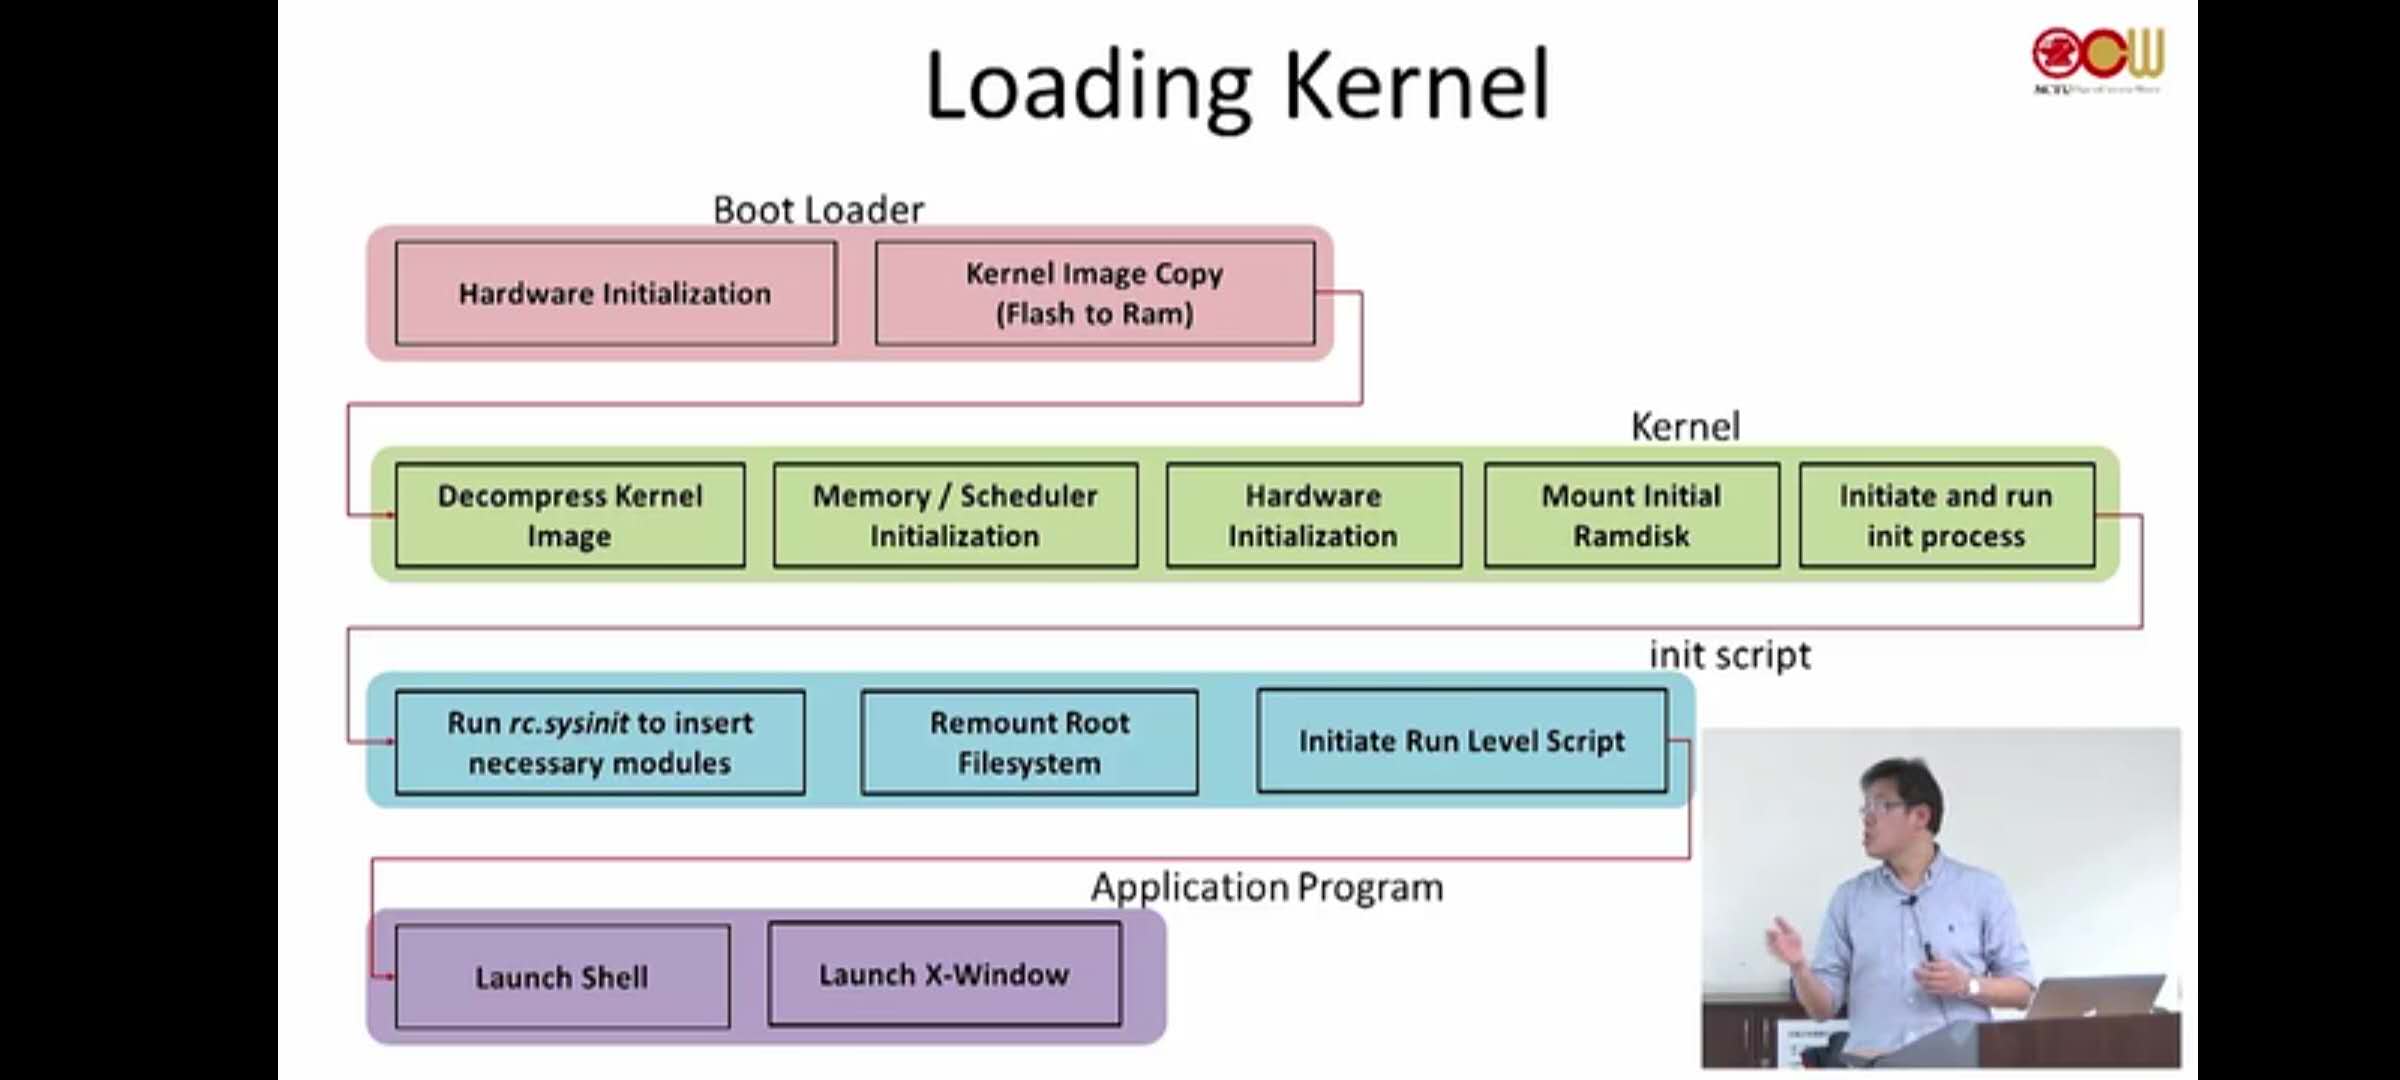 Loading Kernel
Boot Loader
Hardware Initialization
Kernel Image Copy
(Flash to Ram)
Kernel
Decompress Kernel
Image
Memory / Scheduler
Initialization
Hardware
Initialization
Mount Initial
Ramdisk
Initiate and run
init process
init script
Run rc.sysinit to insert
necessary modules
Remount Root
Filesystem
Initiate Run Level Script
Application Program
Launch Shell
Launch X-Window